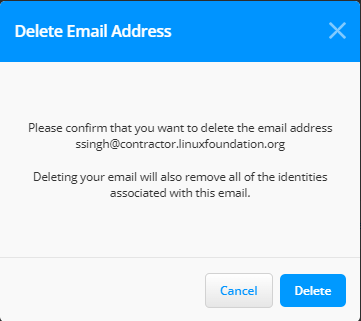 Delete Email Address
Please confirm that you want to delete the email address
ssingh@contractor.linuxfoundation.org
Deleting your email will also remove all of the identities
associated with this email.
Cancel
Delete